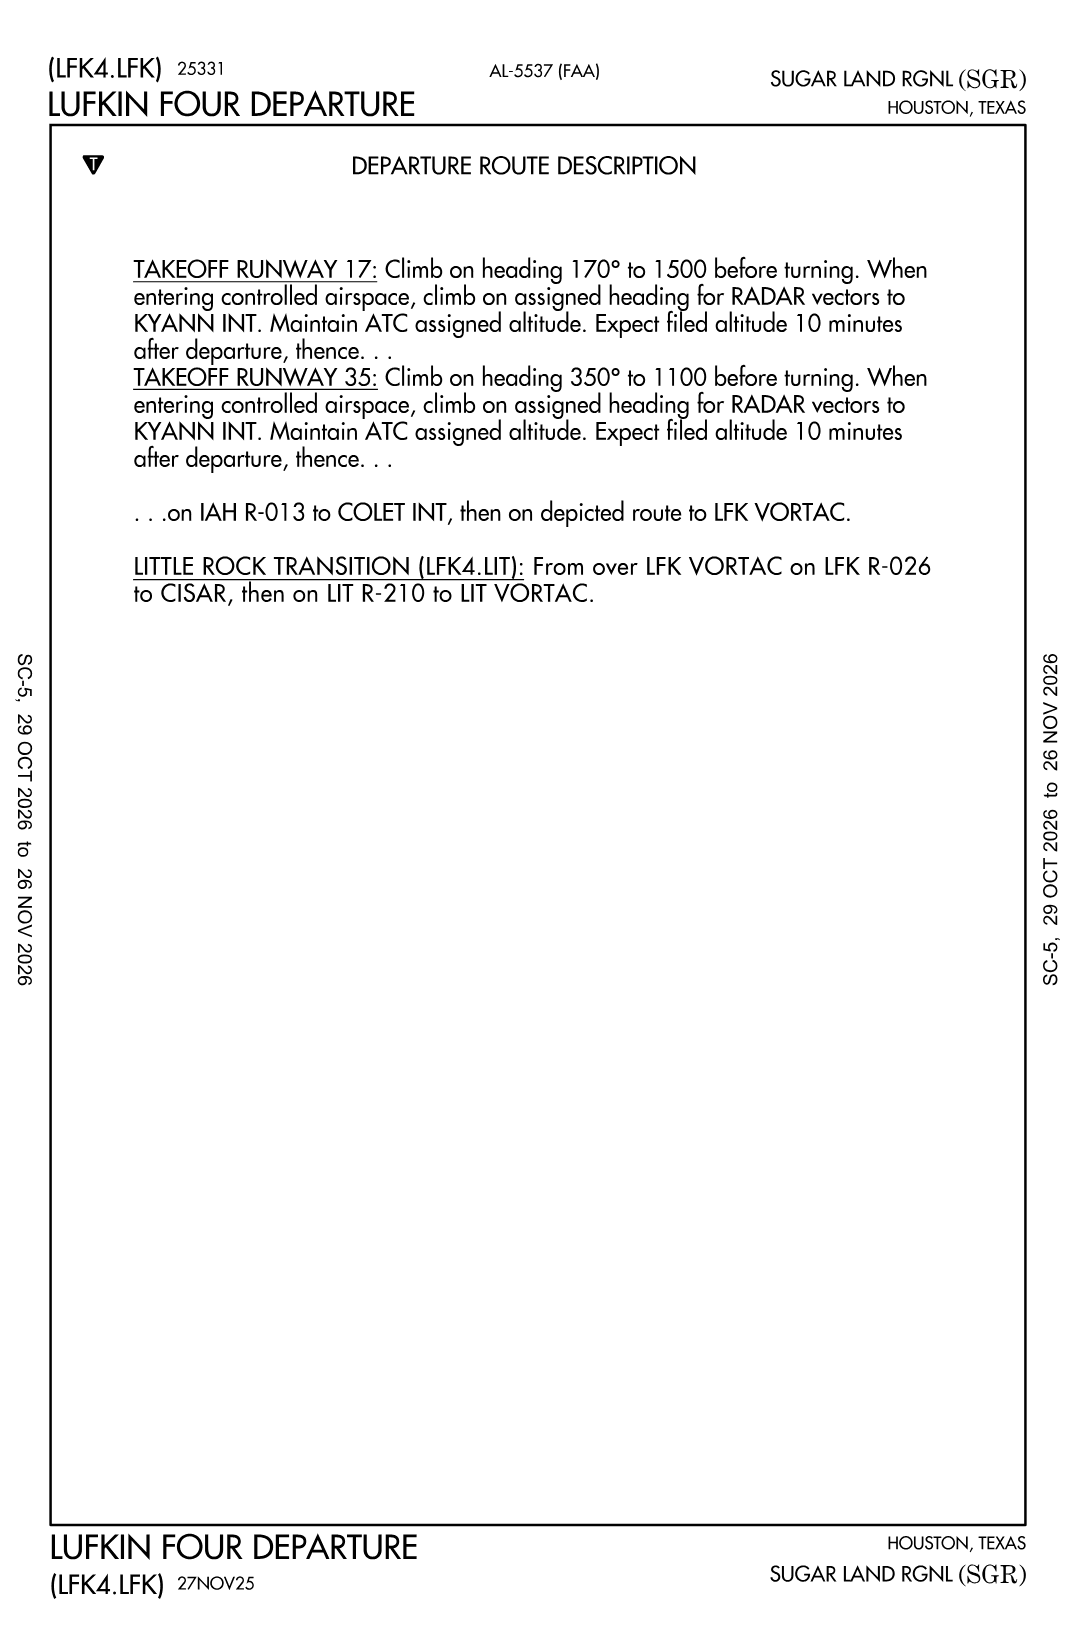 (LFK4.LFK) 25331
AL-5537 (FAA)
SUGAR LAND RGNL (SGR)
LUFKIN FOUR DEPARTURE
HOUSTON, TEXAS
T
DEPARTURE ROUTE DESCRIPTION
TAKEOFF RUNWAY 17: Climb on heading 170° to 1500 before turning. When
entering controlled airspace, climb on assigned heading for RADAR vectors to
KYANN INT. Maintain ATC assigned altitude. Expect filed altitude 10 minutes
after departure, thence. . .
TAKEOFF RUNWAY 35: Climb on heading 350° to 1100 before turning. When
entering controlled airspace, climb on assigned heading for RADAR vectors to
KYANN INT. Maintain ATC assigned altitude. Expect filed altitude 10 minutes
after departure, thence. . .
. . .on IAH R-013 to COLET INT, then on depicted route to LFK VORTAC.
LITTLE ROCK TRANSITION (LFK4.LIT): From over LFK VORTAC on LFK R-026
to CISAR, then on LIT R-210 to LIT VORTAC.
SC-5, 29 OCT 2026 to 26 NOV 2026
SC-5, 29 OCT 2026 to 26 NOV 2026
LUFKIN FOUR DEPARTURE
HOUSTON, TEXAS
(LFK4.LFK) 27NOV25
SUGAR LAND RGNL (SGR)